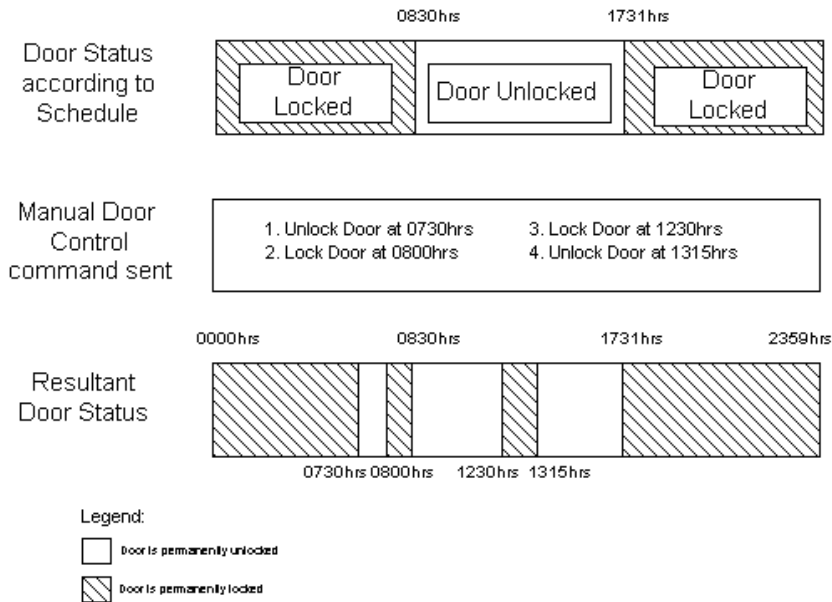 0830hrs 1731hrs
Door Status
according to
Schedule
Door
Locked
Door Unlocked
Door
Locked
Manual Door
Control
command sent
1. Unlock Door at 0730hrs 3. Lock Door at 1230hrs
2. Lock Door at 0800hrs 4. Unlock Door at 1315hrs
0000hrs 0830hrs 1731hrs 2359hrs
Resultant
Door Status
0730hrs 0800hrs 1230hrs 1315hrs
Legend:
Door is permanently unlocked
Door is permanently locked